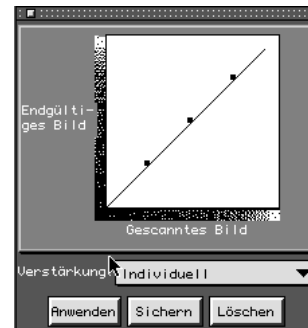 Endgülti-
ges Bild
Gescanntes Bild
Verstärkung: Individuell
Anwenden Sichern Löschen